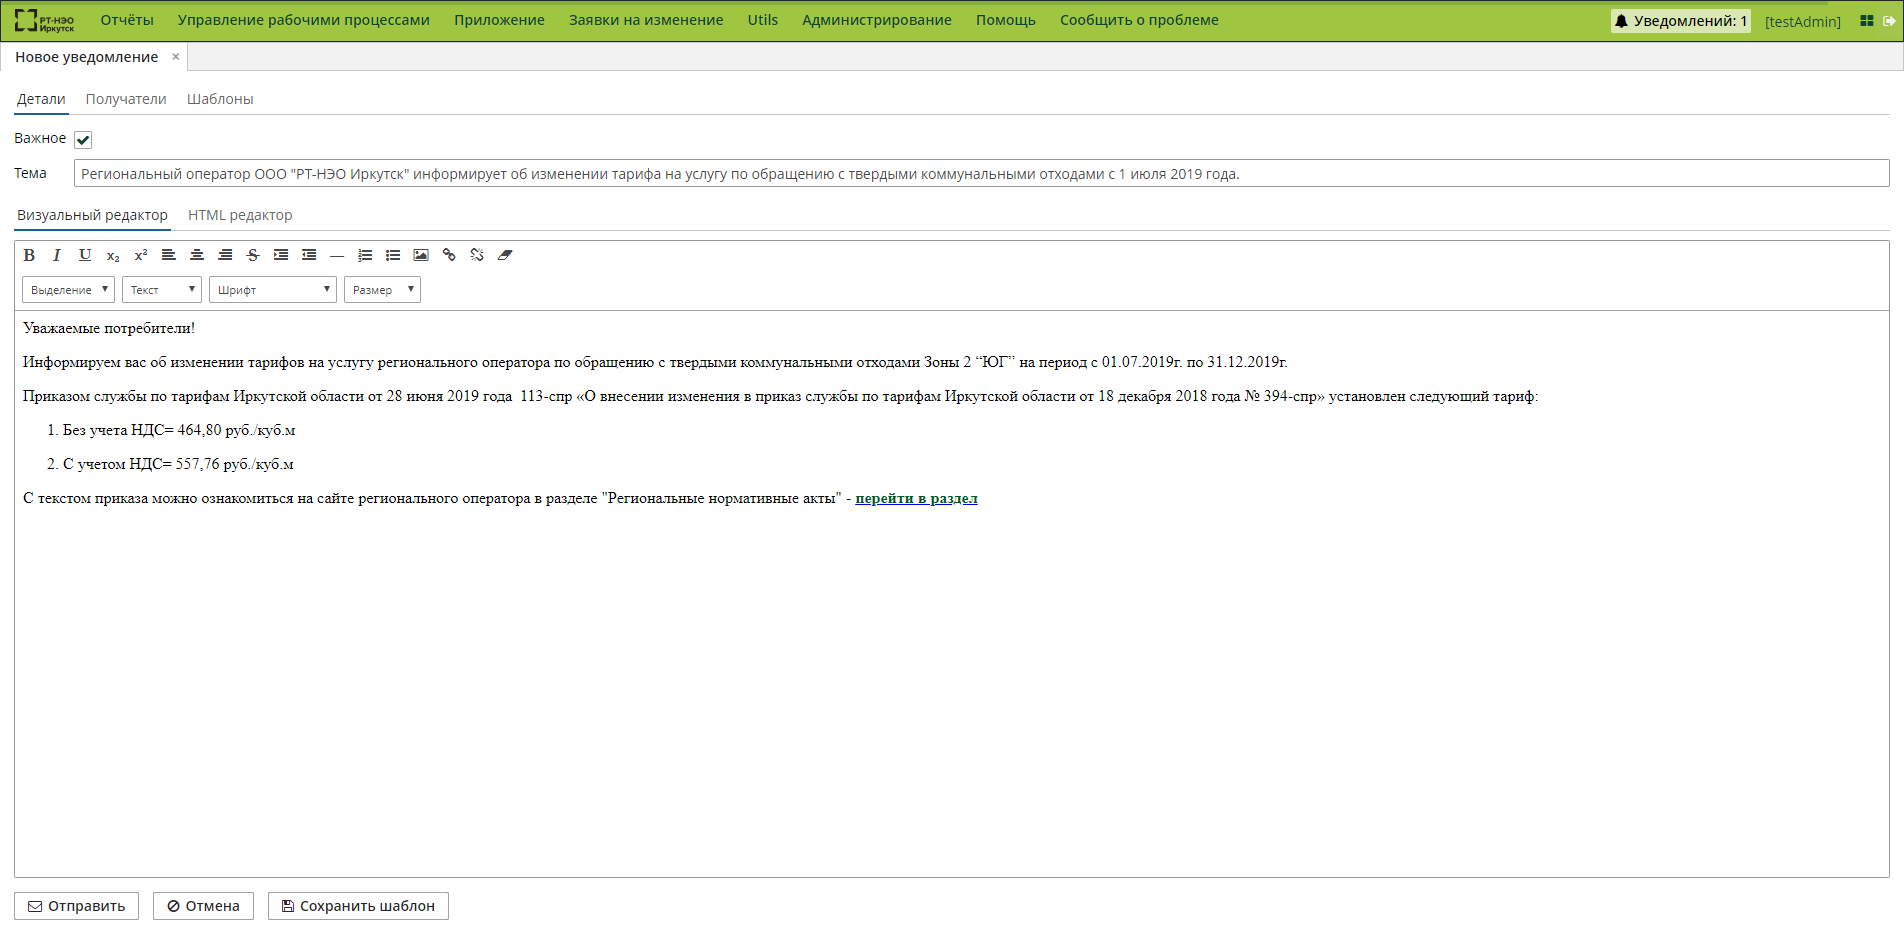 РТ-НЭО Иркутск
Отчёты Управление рабочими процессами Приложение Заявки на изменение Utils Администрирование Помощь Сообщить о проблеме Уведомлений: 1 [testAdmin]
Новое уведомление ×
Детали Получатели Шаблоны
Важное
Тема Региональный оператор ООО "РТ-НЭО Иркутск" информирует об изменении тарифа на услугу по обращению с твердыми коммунальными отходами с 1 июля 2019 года.
Визуальный редактор HTML редактор
B I U x₂ x² S
Выделение Текст Шрифт Размер
Уважаемые потребители!
Информируем вас об изменении тарифов на услугу регионального оператора по обращению с твердыми коммунальными отходами Зоны 2 “ЮГ” на период с 01.07.2019г. по 31.12.2019г.
Приказом службы по тарифам Иркутской области от 28 июня 2019 года  113-спр «О внесении изменения в приказ службы по тарифам Иркутской области от 18 декабря 2018 года № 394-спр» установлен следующий тариф:
1. Без учета НДС= 464,80 руб./куб.м
2. С учетом НДС= 557,76 руб./куб.м
С текстом приказа можно ознакомиться на сайте регионального оператора в разделе "Региональные нормативные акты" - перейти в раздел
Отправить Отмена Сохранить шаблон